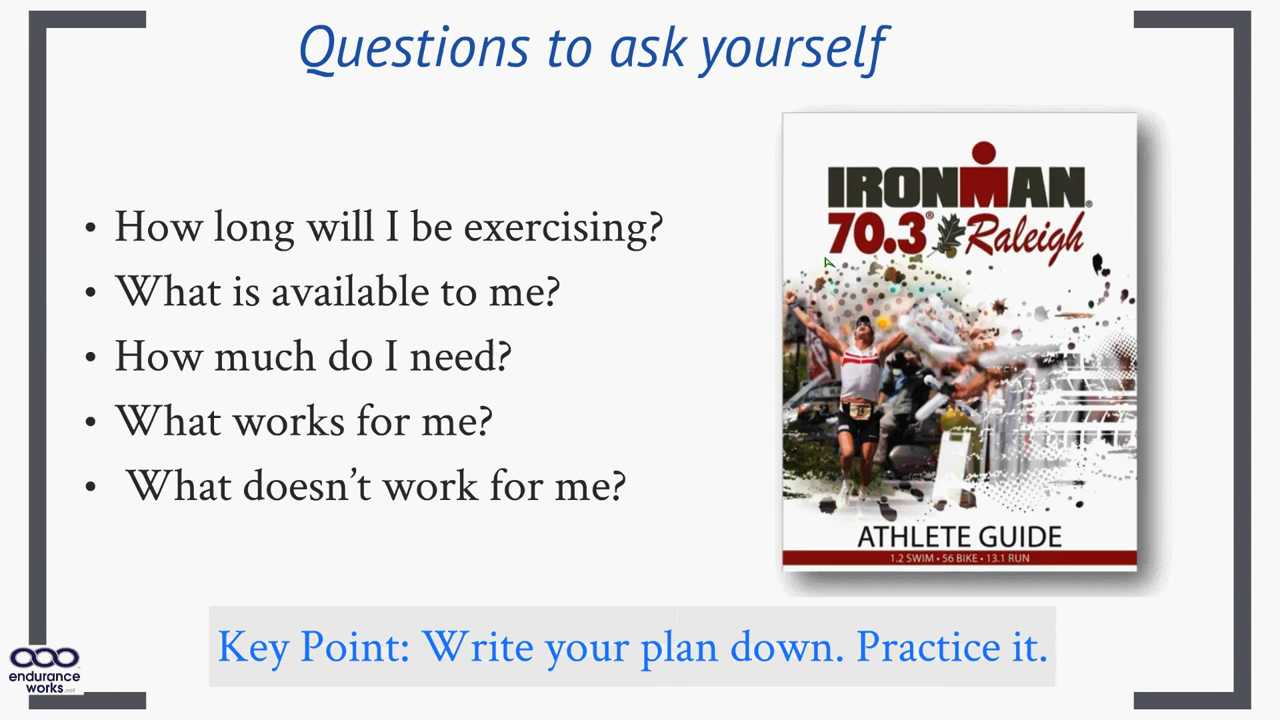 Questions to ask yourself
• How long will I be exercising?
• What is available to me?
• How much do I need?
• What works for me?
• What doesn’t work for me?
IRONMAN®
70.3® Raleigh
ATHLETE GUIDE
1.2 SWIM • 56 BIKE • 13.1 RUN
Key Point: Write your plan down. Practice it.
endurance
works.net